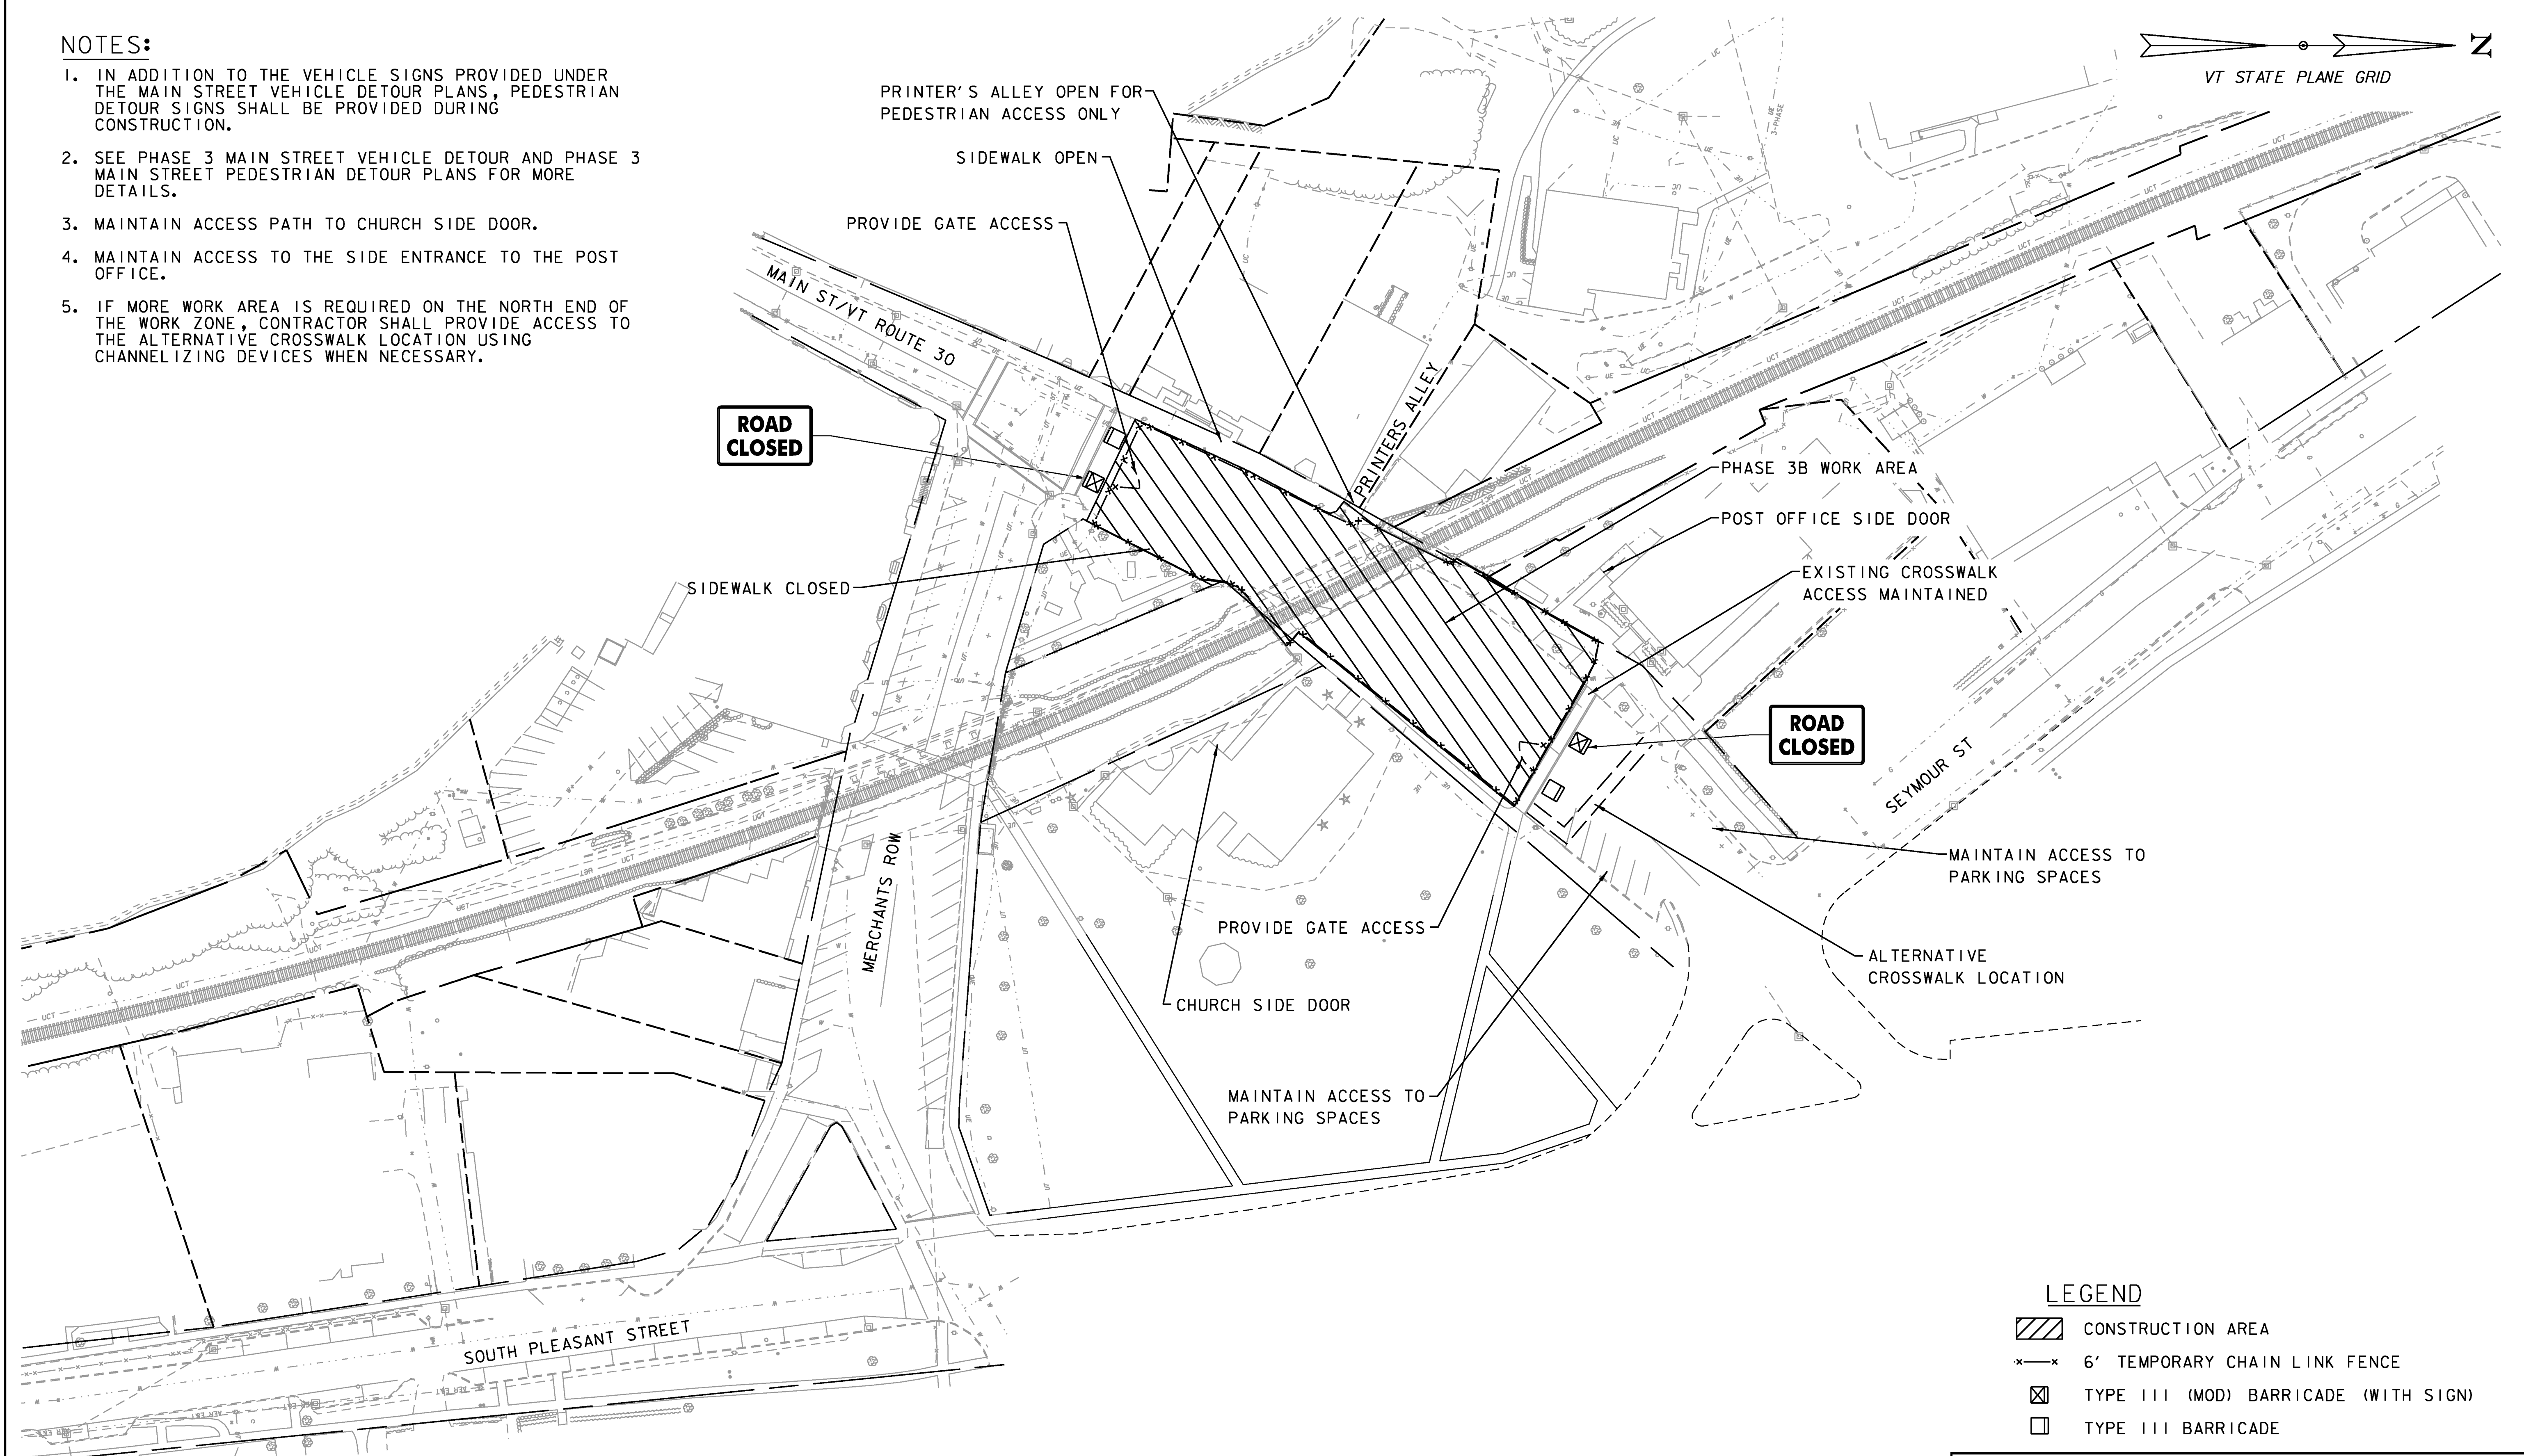 NOTES:
1. IN ADDITION TO THE VEHICLE SIGNS PROVIDED UNDER
THE MAIN STREET VEHICLE DETOUR PLANS, PEDESTRIAN
DETOUR SIGNS SHALL BE PROVIDED DURING
CONSTRUCTION.
2. SEE PHASE 3 MAIN STREET VEHICLE DETOUR AND PHASE 3
MAIN STREET PEDESTRIAN DETOUR PLANS FOR MORE
DETAILS.
3. MAINTAIN ACCESS PATH TO CHURCH SIDE DOOR.
4. MAINTAIN ACCESS TO THE SIDE ENTRANCE TO THE POST
OFFICE.
5. IF MORE WORK AREA IS REQUIRED ON THE NORTH END OF
THE WORK ZONE, CONTRACTOR SHALL PROVIDE ACCESS TO
THE ALTERNATIVE CROSSWALK LOCATION USING
CHANNELIZING DEVICES WHEN NECESSARY.
N
VT STATE PLANE GRID
PRINTER'S ALLEY OPEN FOR
PEDESTRIAN ACCESS ONLY
SIDEWALK OPEN
PROVIDE GATE ACCESS
3-PHASE
MAIN ST/VT ROUTE 30
ROAD
CLOSED
PRINTERS ALLEY
PHASE 3B WORK AREA
POST OFFICE SIDE DOOR
EXISTING CROSSWALK
ACCESS MAINTAINED
SIDEWALK CLOSED
ROAD
CLOSED
SEYMOUR ST
MERCHANTS ROW
MAINTAIN ACCESS TO
PARKING SPACES
PROVIDE GATE ACCESS
ALTERNATIVE
CROSSWALK LOCATION
CHURCH SIDE DOOR
MAINTAIN ACCESS TO
PARKING SPACES
SOUTH PLEASANT STREET
LEGEND
CONSTRUCTION AREA
6' TEMPORARY CHAIN LINK FENCE
TYPE III (MOD) BARRICADE (WITH SIGN)
TYPE III BARRICADE